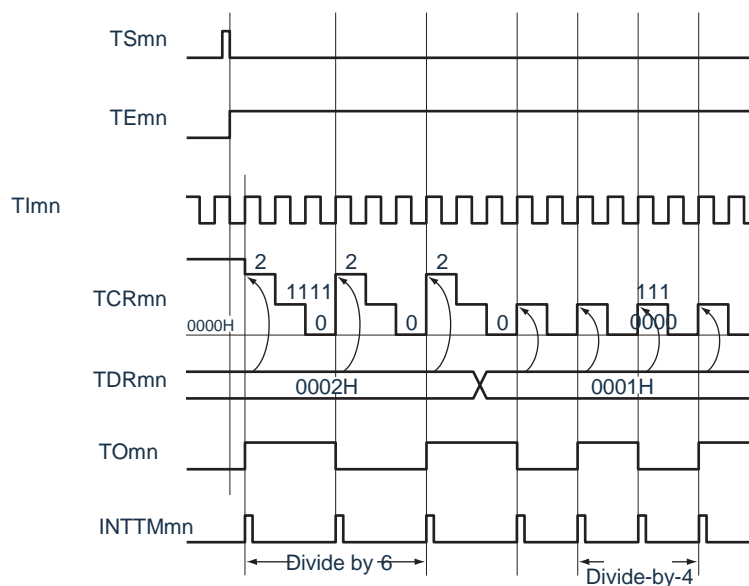 TSmn
TEmn
TImn
TCRmn
2 2 2
1111 111
0000H 0 0 0 0000
TDRmn
0002H 0001H
TOmn
INTTMmn
Divide by 6 Divide-by-4